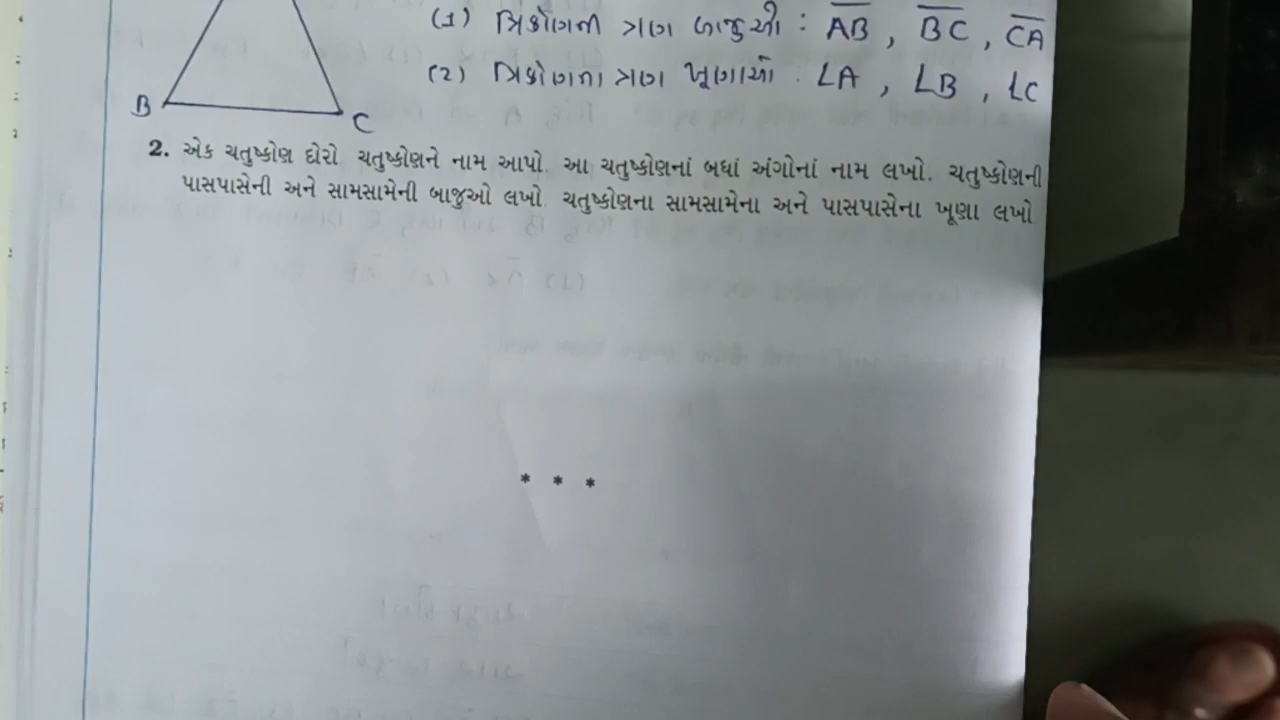 (1) ત્રિકોણની ત્રણ બાજુઓ : AB , BC , CA
(2) ત્રિકોણના ત્રણ ખૂણાઓ : ∠A , ∠B , ∠C
B
C
2. એક ચતુષ્કોણ દોરો. ચતુષ્કોણને નામ આપો. આ ચતુષ્કોણનાં બધાં અંગોનાં નામ લખો. ચતુષ્કોણની
પાસપાસેની અને સામસામેની બાજુઓ લખો. ચતુષ્કોણના સામસામેના અને પાસપાસેના ખૂણા લખો
* * *